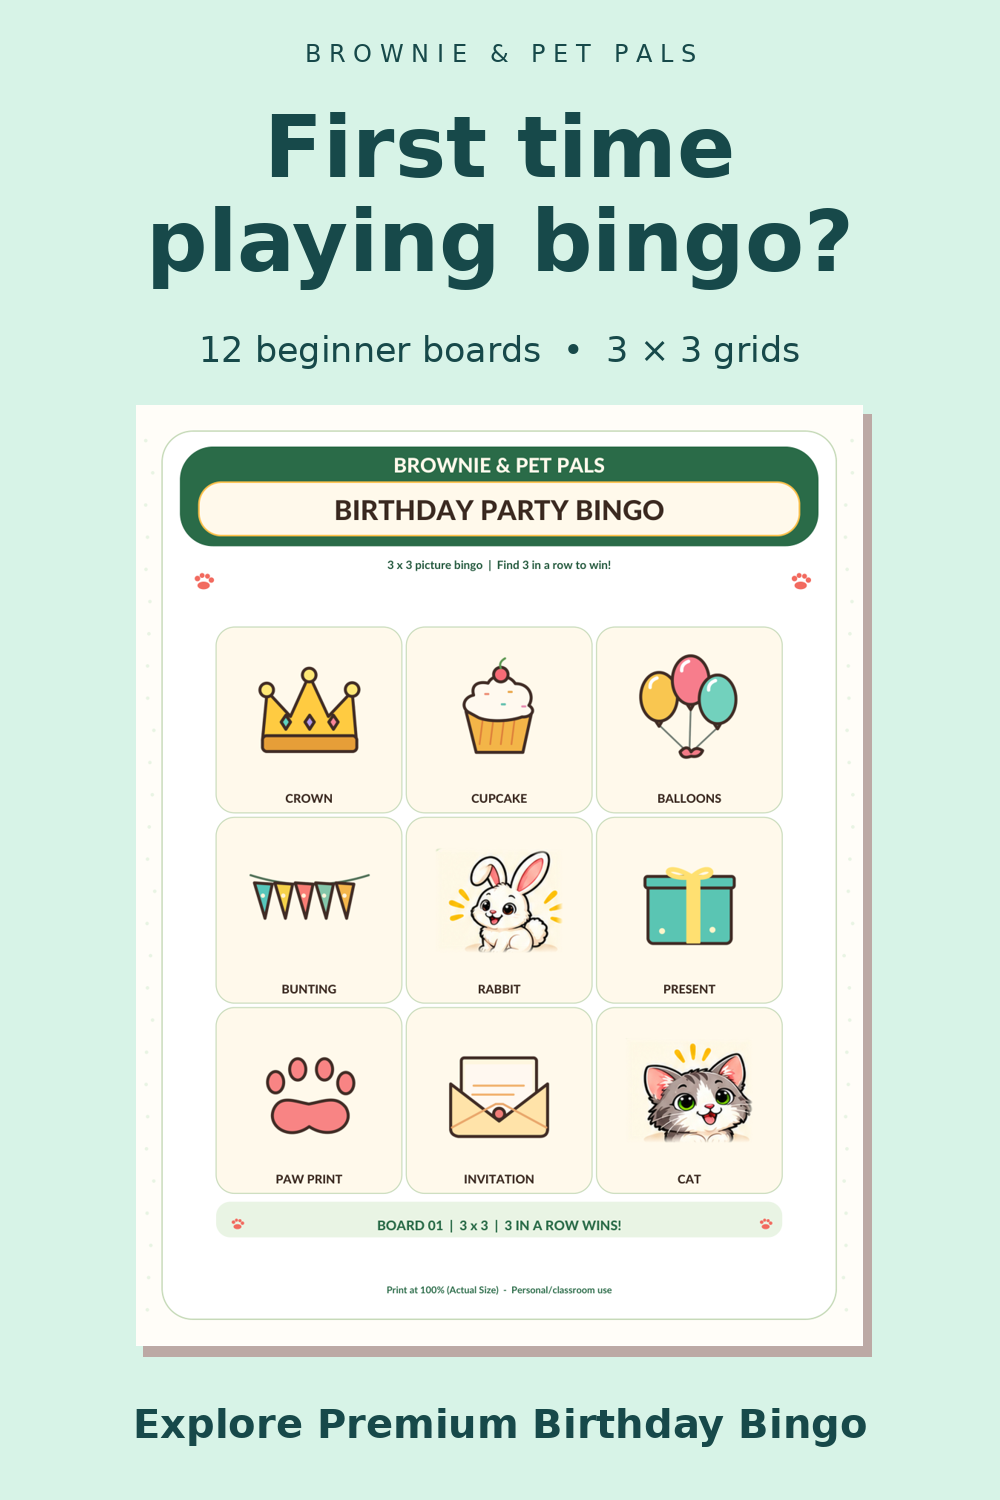 BROWNIE & PET PALS
First time
playing bingo?
12 beginner boards • 3 × 3 grids
BROWNIE & PET PALS
BIRTHDAY PARTY BINGO
3 x 3 picture bingo | Find 3 in a row to win!
CROWN
CUPCAKE
BALLOONS
BUNTING
RABBIT
PRESENT
PAW PRINT
INVITATION
CAT
BOARD 01 | 3 x 3 | 3 IN A ROW WINS!
Print at 100% (Actual Size) - Personal/classroom use
Explore Premium Birthday Bingo